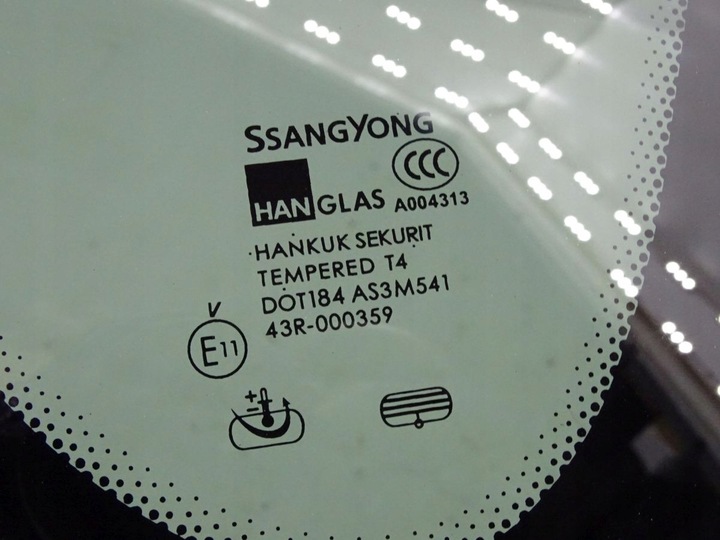 SSANGYONG
CCC
HANGLAS A004313
·HANKUK SEKURIT
TEMPERED T4
DOT184 AS3M541
43R-000359
V
E11
+
-